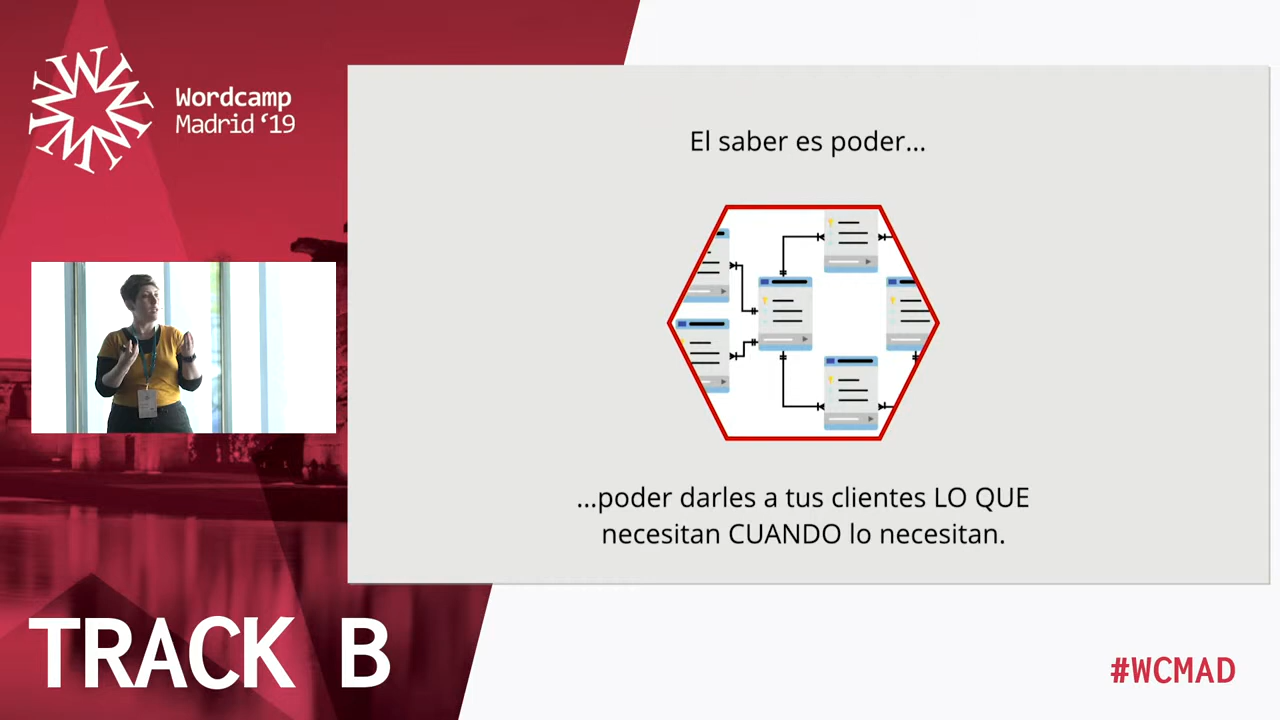 Wordcamp
Madrid ‘19
El saber es poder...
...poder darles a tus clientes LO QUE
necesitan CUANDO lo necesitan.
TRACK B
#WCMAD